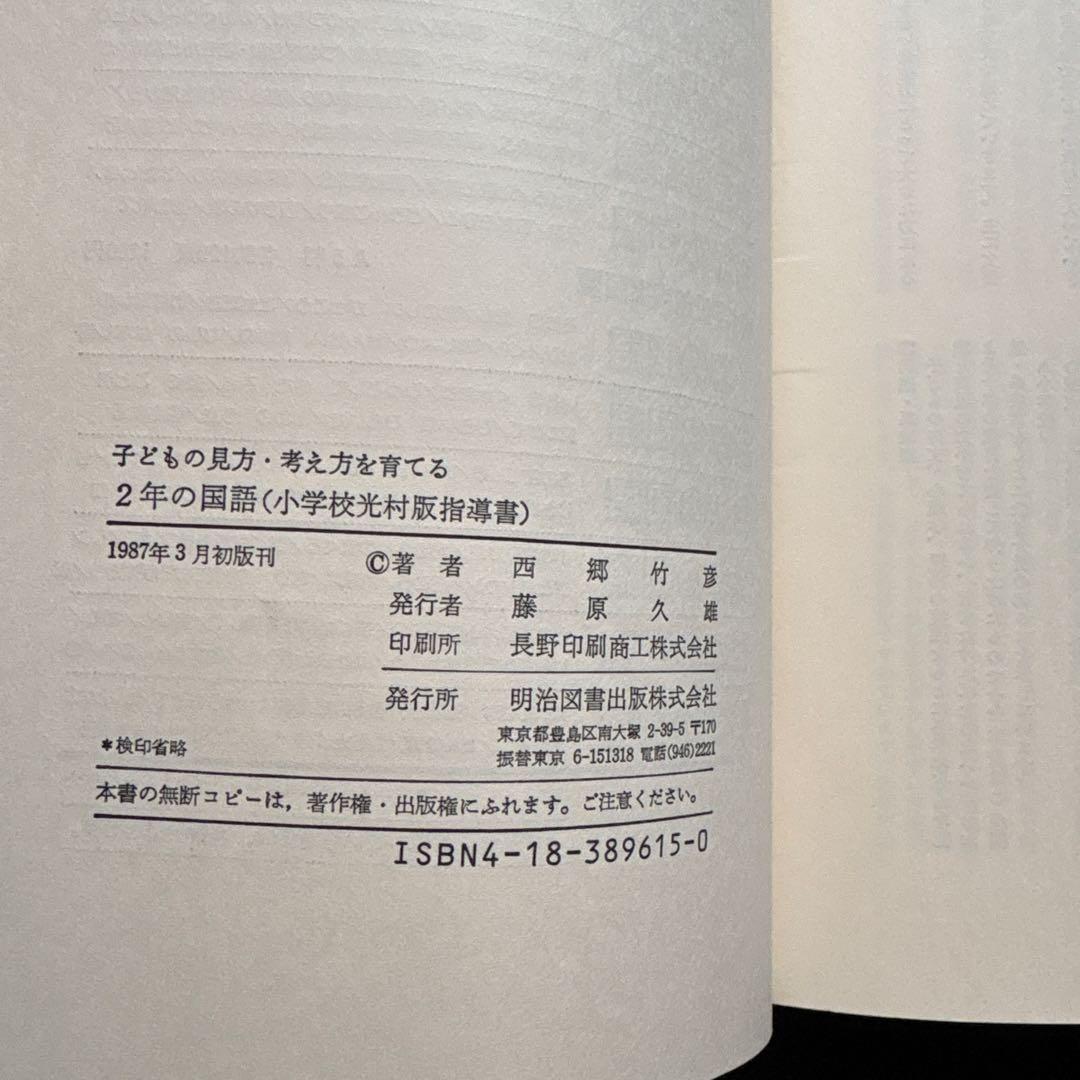 子どもの見方・考え方を育てる
2年の国語(小学校光村版指導書)
1987年3月初版刊
©著 者 西 郷 竹 彦
発行者 藤 原 久 雄
印刷所 長野印刷商工株式会社
発行所 明治図書出版株式会社
東京都豊島区南大塚 2-39-5 〒170
*検印省略
振替東京 6-151318 電話(946)2221
本書の無断コピーは，著作権・出版権にふれます。ご注意ください。
ISBN4-18-389615-0